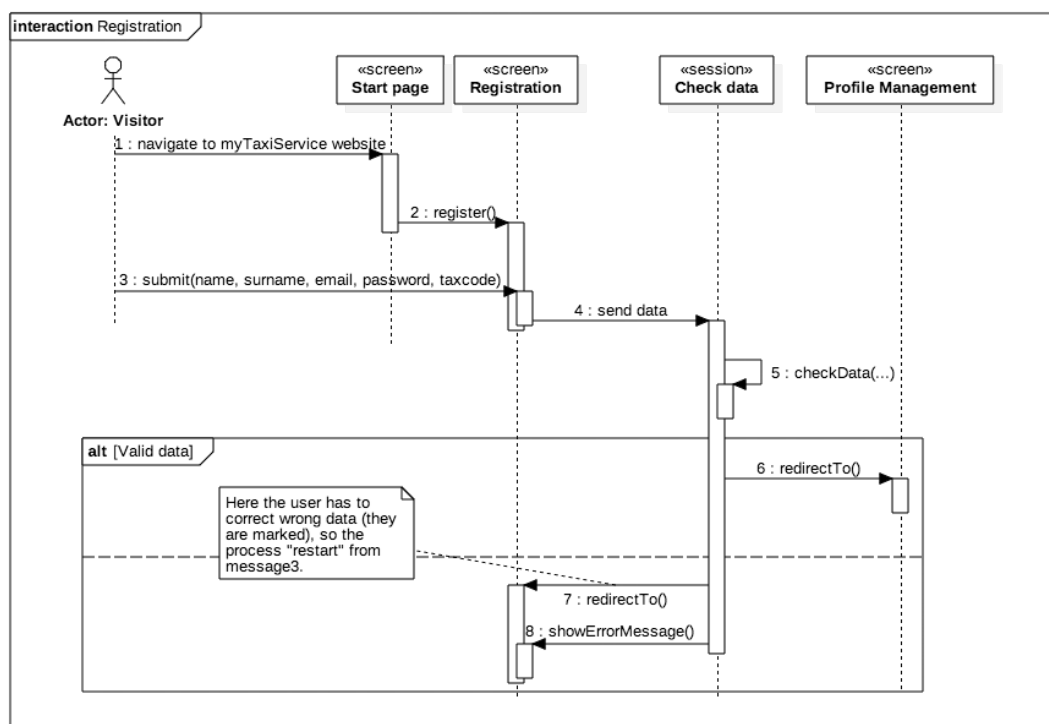 interaction Registration
«screen»
Start page
«screen»
Registration
«session»
Check data
«screen»
Profile Management
Actor: Visitor
1 : navigate to myTaxiService website
2 : register()
3 : submit(name, surname, email, password, taxcode)
4 : send data
5 : checkData(...)
alt [Valid data]
6 : redirectTo()
Here the user has to
correct wrong data (they
are marked), so the
process "restart" from
message3.
7 : redirectTo()
8 : showErrorMessage()